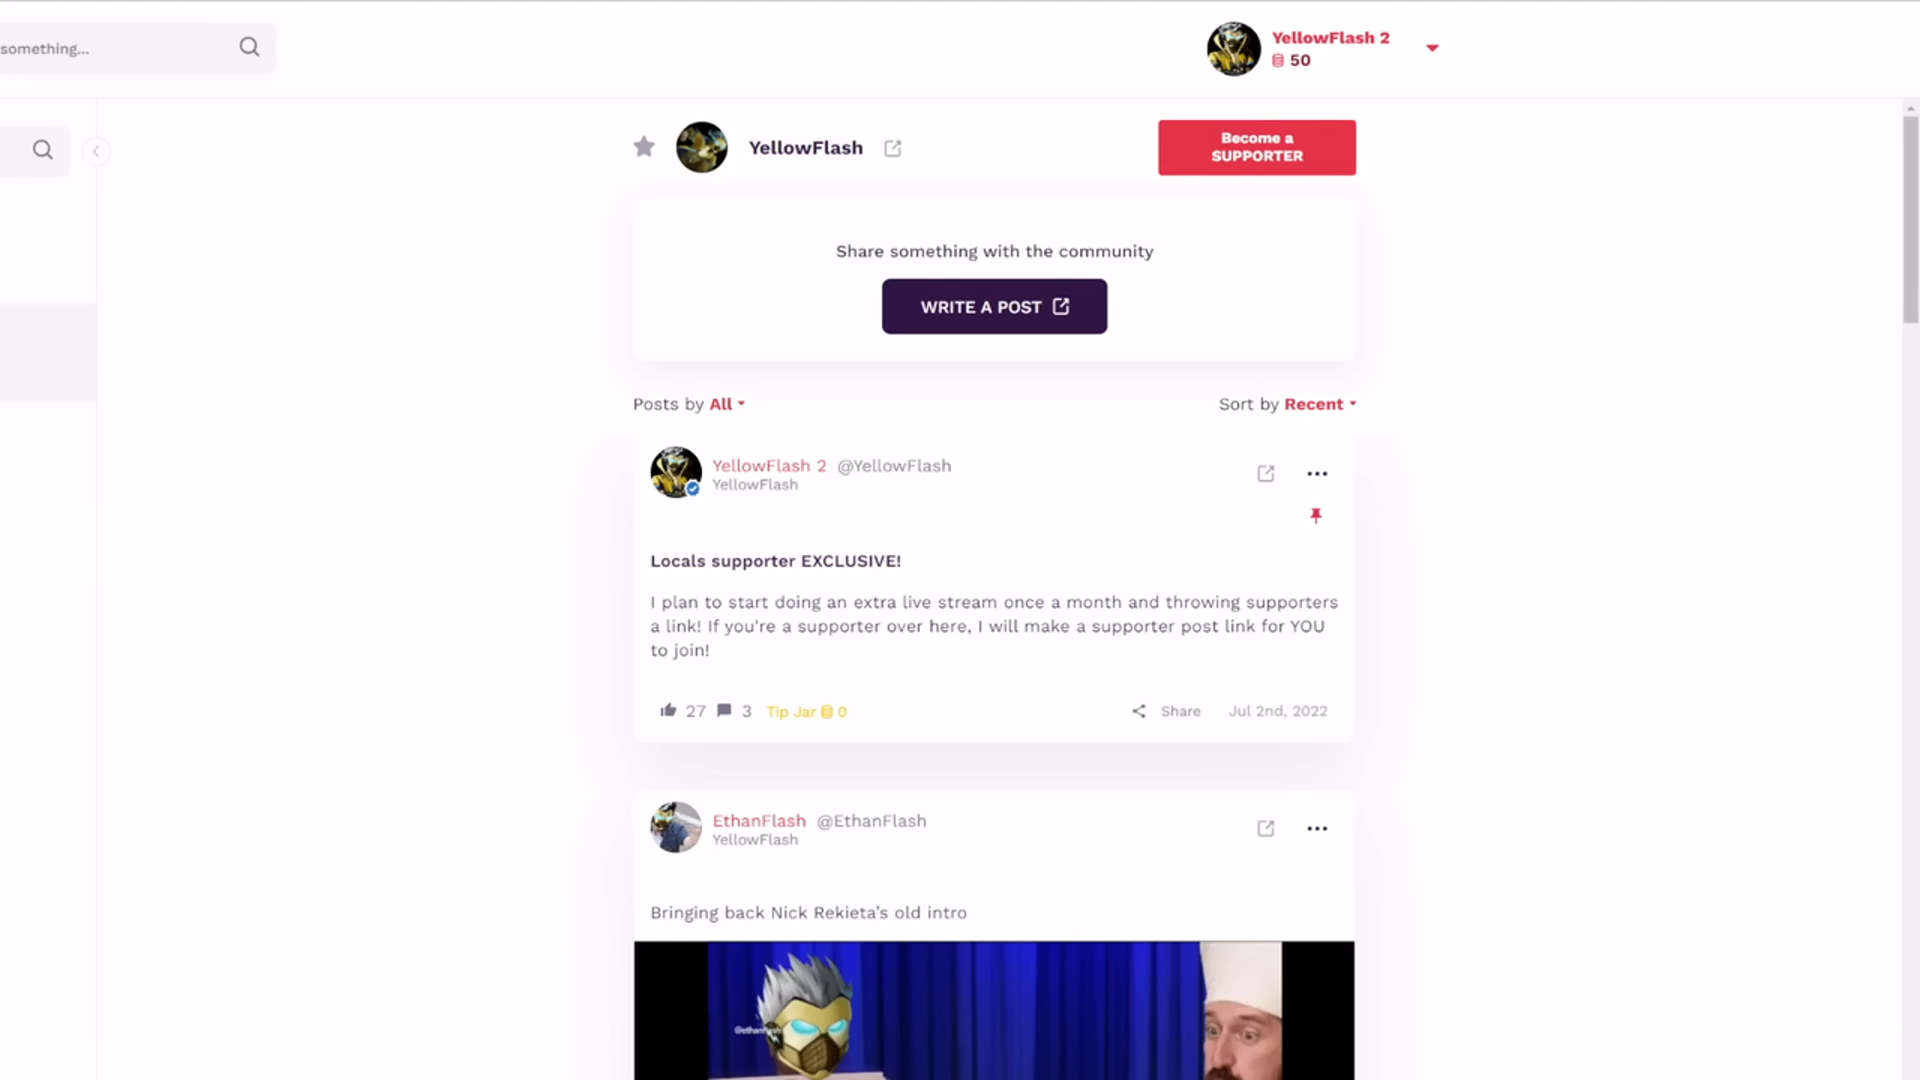 something...
YellowFlash 2
50
YellowFlash
Become a
SUPPORTER
Share something with the community
WRITE A POST
Posts by All
Sort by Recent
YellowFlash 2 @YellowFlash
YellowFlash
Locals supporter EXCLUSIVE!
I plan to start doing an extra live stream once a month and throwing supporters
a link! If you're a supporter over here, I will make a supporter post link for YOU
to join!
27 3 Tip Jar 0
Share Jul 2nd, 2022
EthanFlash @EthanFlash
YellowFlash
Bringing back Nick Rekieta’s old intro
@ethanflash